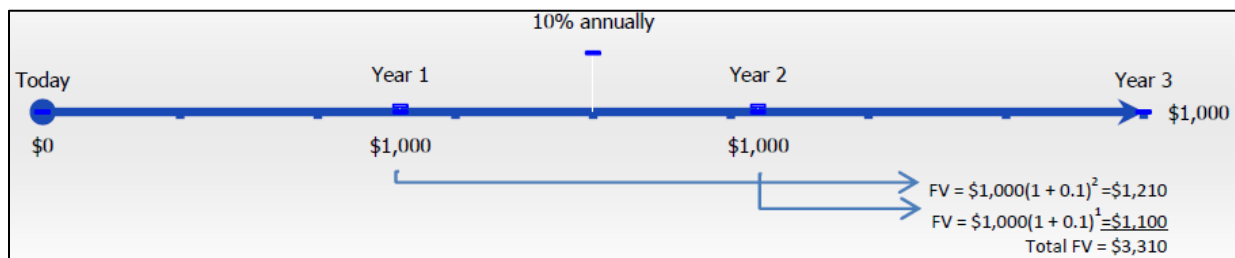 10% annually
Today Year 1 Year 2 Year 3
$1,000
$0 $1,000 $1,000
FV = $1,000(1 + 0.1)² =$1,210
FV = $1,000(1 + 0.1)¹=$1,100
Total FV = $3,310